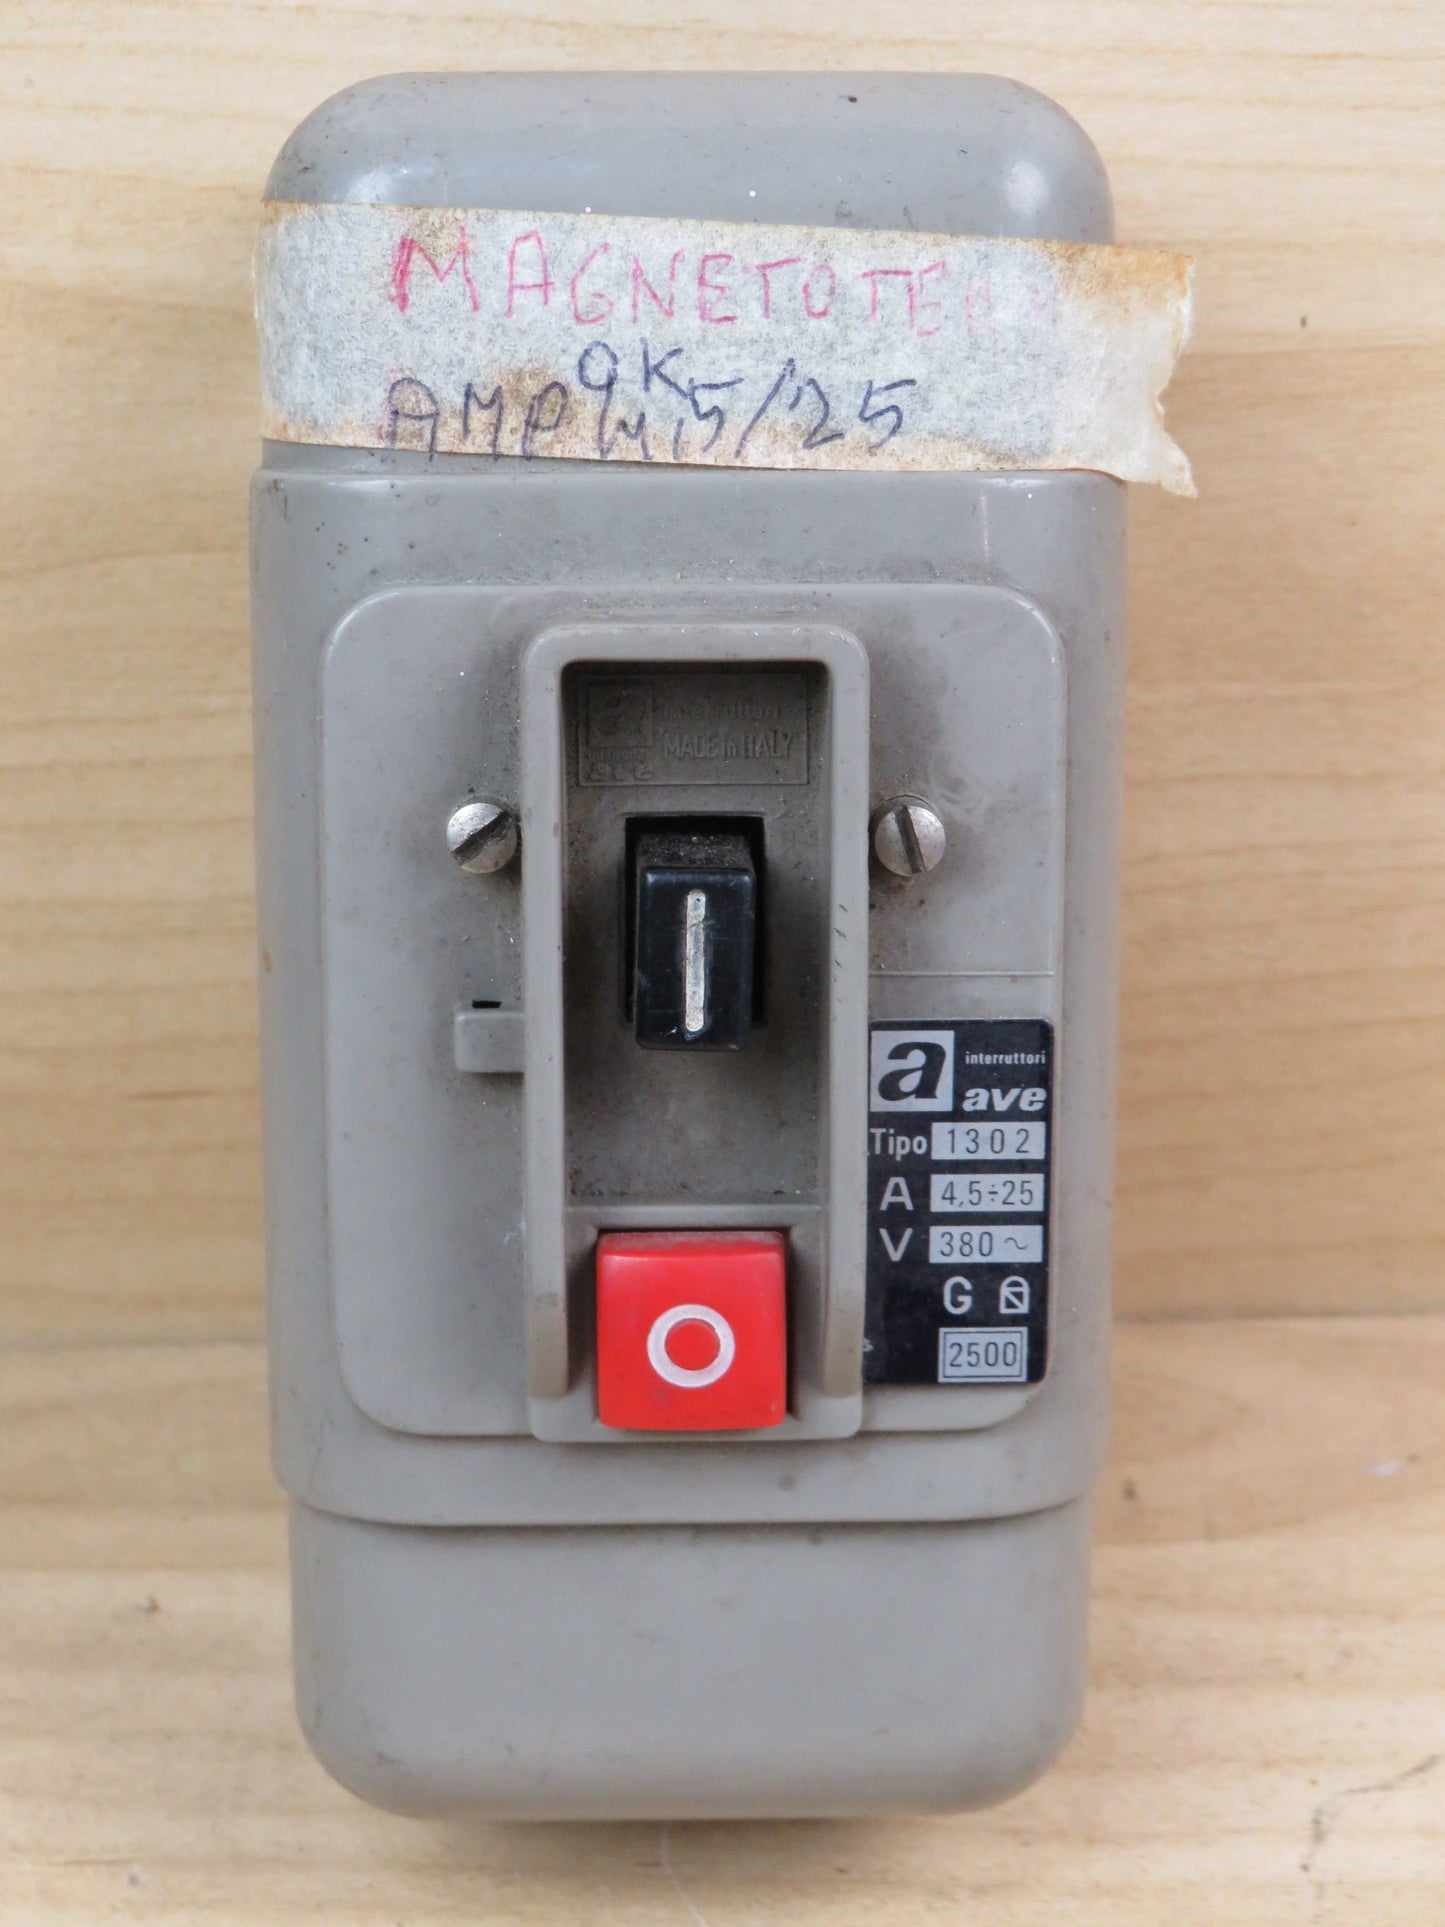 MAGNETOTER
OK
AMP 4,5/25
interruttori
MADE in ITALY
ave
I
a interruttori
ave
Tipo 1302
A 4,5÷25
V 380 ~
G
2500
O